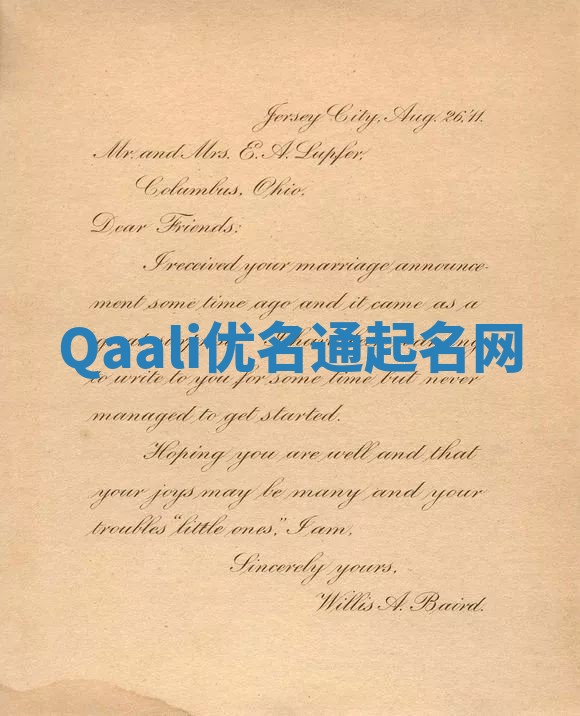 Jersey City, Aug. 26,'11.
Mr. and Mrs. E. A. Lupfer,
Columbus, Ohio.
Dear Friends:
I received your marriage announce-
ment some time ago and it came as a
Qaali优名通起名网
to write to you for some time but never
managed to get started.
Hoping you are well and that
your joys may be many and your
troubles "little ones," I am,
Sincerely yours,
Willis A. Baird.